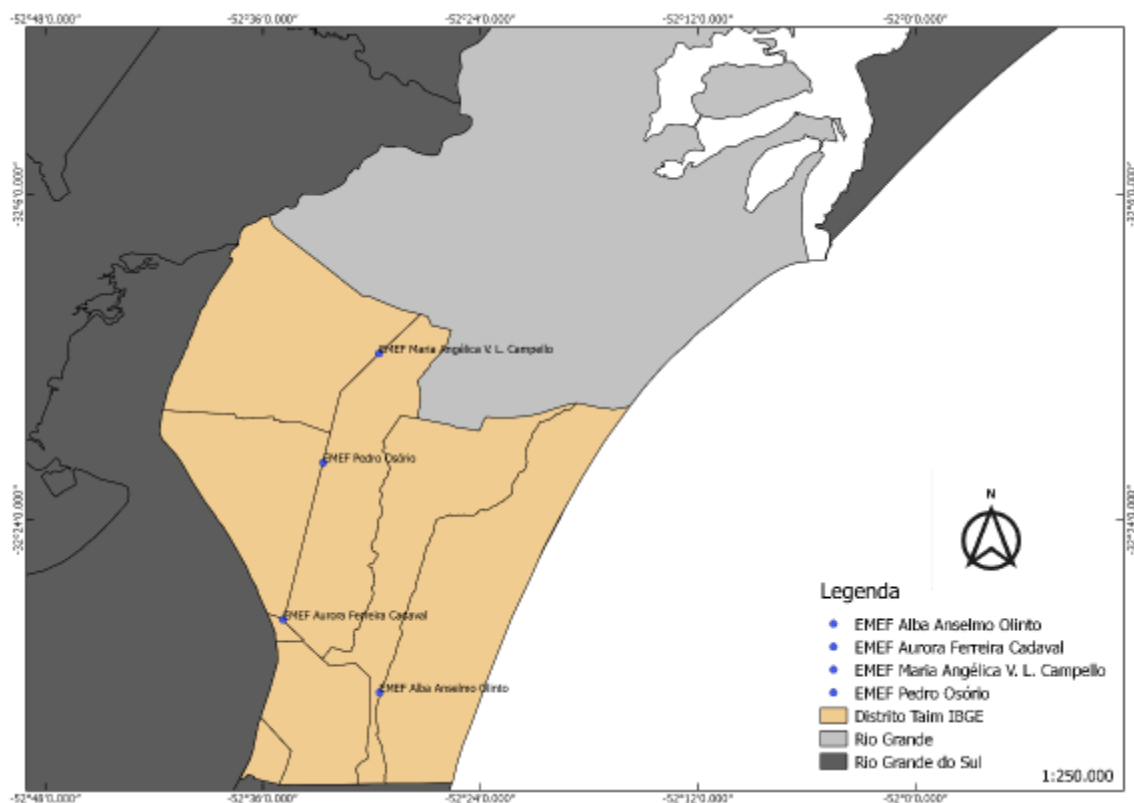 -52°48'0.000" -52°36'0.000" -52°24'0.000" -52°12'0.000" -52°0'0.000"
-32°24'0.000"
EMEF Maria Angélica V. L. Campello
EMEF Pedro Osório
EMEF Aurora Ferreira Cadaval
EMEF Alba Anselmo Olinto
N
Legenda
EMEF Alba Anselmo Olinto
EMEF Aurora Ferreira Cadaval
EMEF Maria Angélica V. L. Campello
EMEF Pedro Osório
Distrito Taim IBGE
Rio Grande
Rio Grande do Sul
1:250.000
-52°48'0.000" -52°36'0.000" -52°24'0.000" -52°12'0.000" -52°0'0.000"